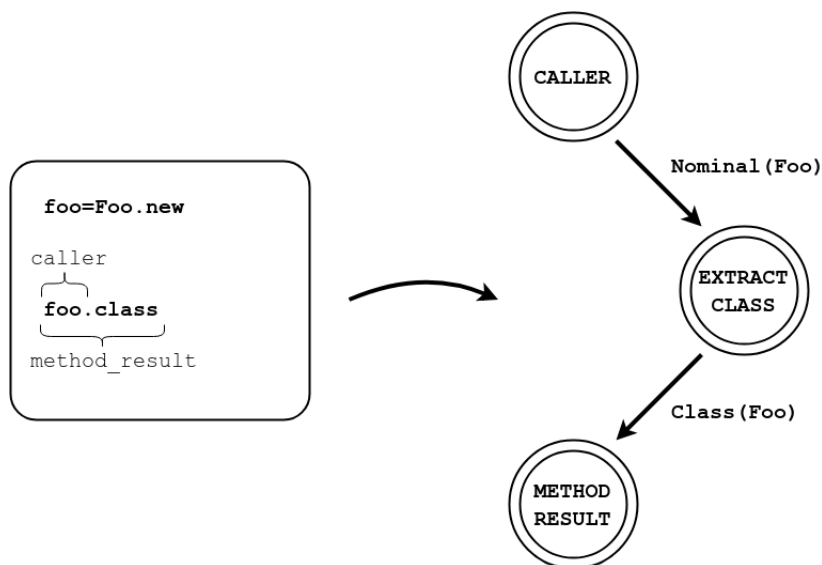 foo=Foo.new
caller
foo.class
method_result
CALLER
Nominal(Foo)
EXTRACT
CLASS
Class(Foo)
METHOD
RESULT